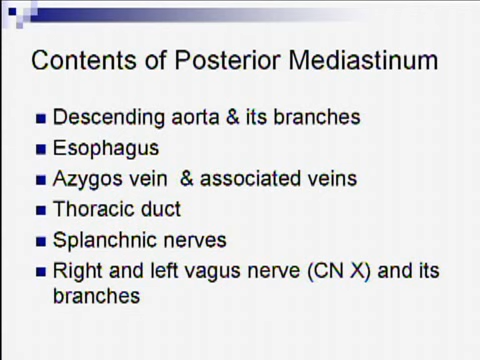 Contents of Posterior Mediastinum
Descending aorta & its branches
Esophagus
Azygos vein & associated veins
Thoracic duct
Splanchnic nerves
Right and left vagus nerve (CN X) and its
branches